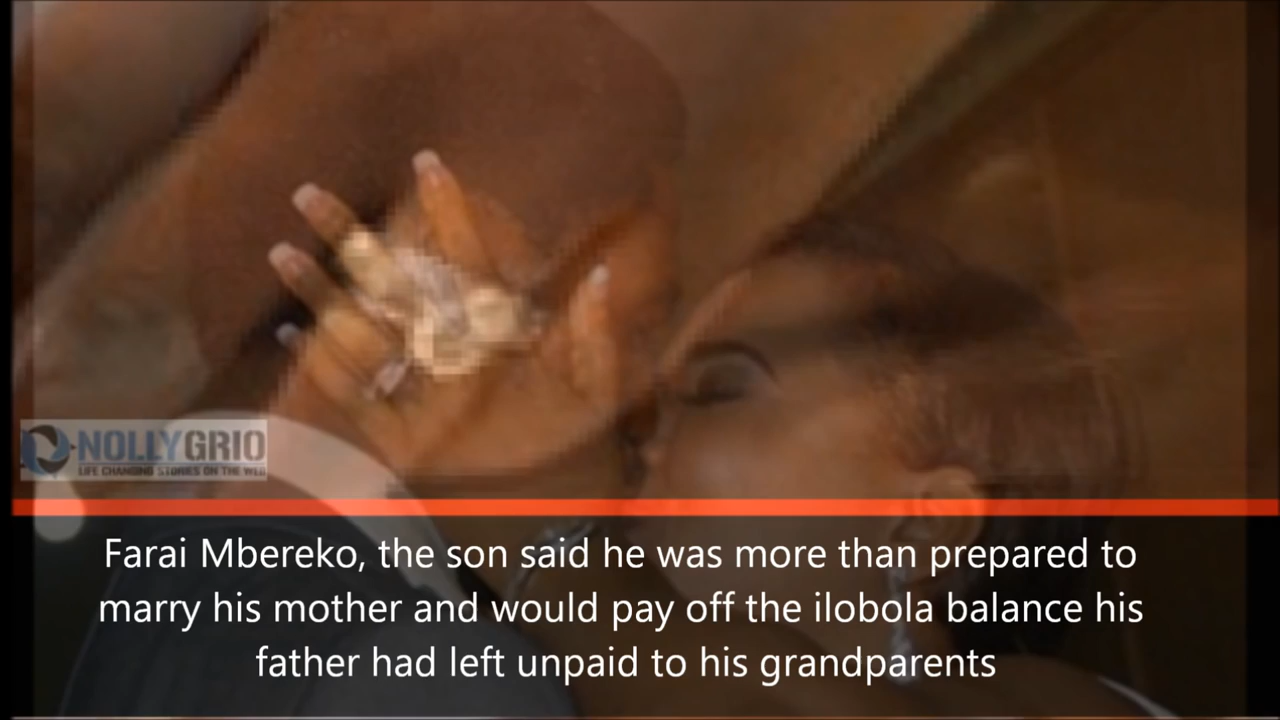 NOLLYGRIO
LIFE CHANGING STORIES ON THE WEB
Farai Mbereko, the son said he was more than prepared to
marry his mother and would pay off the ilobola balance his
father had left unpaid to his grandparents